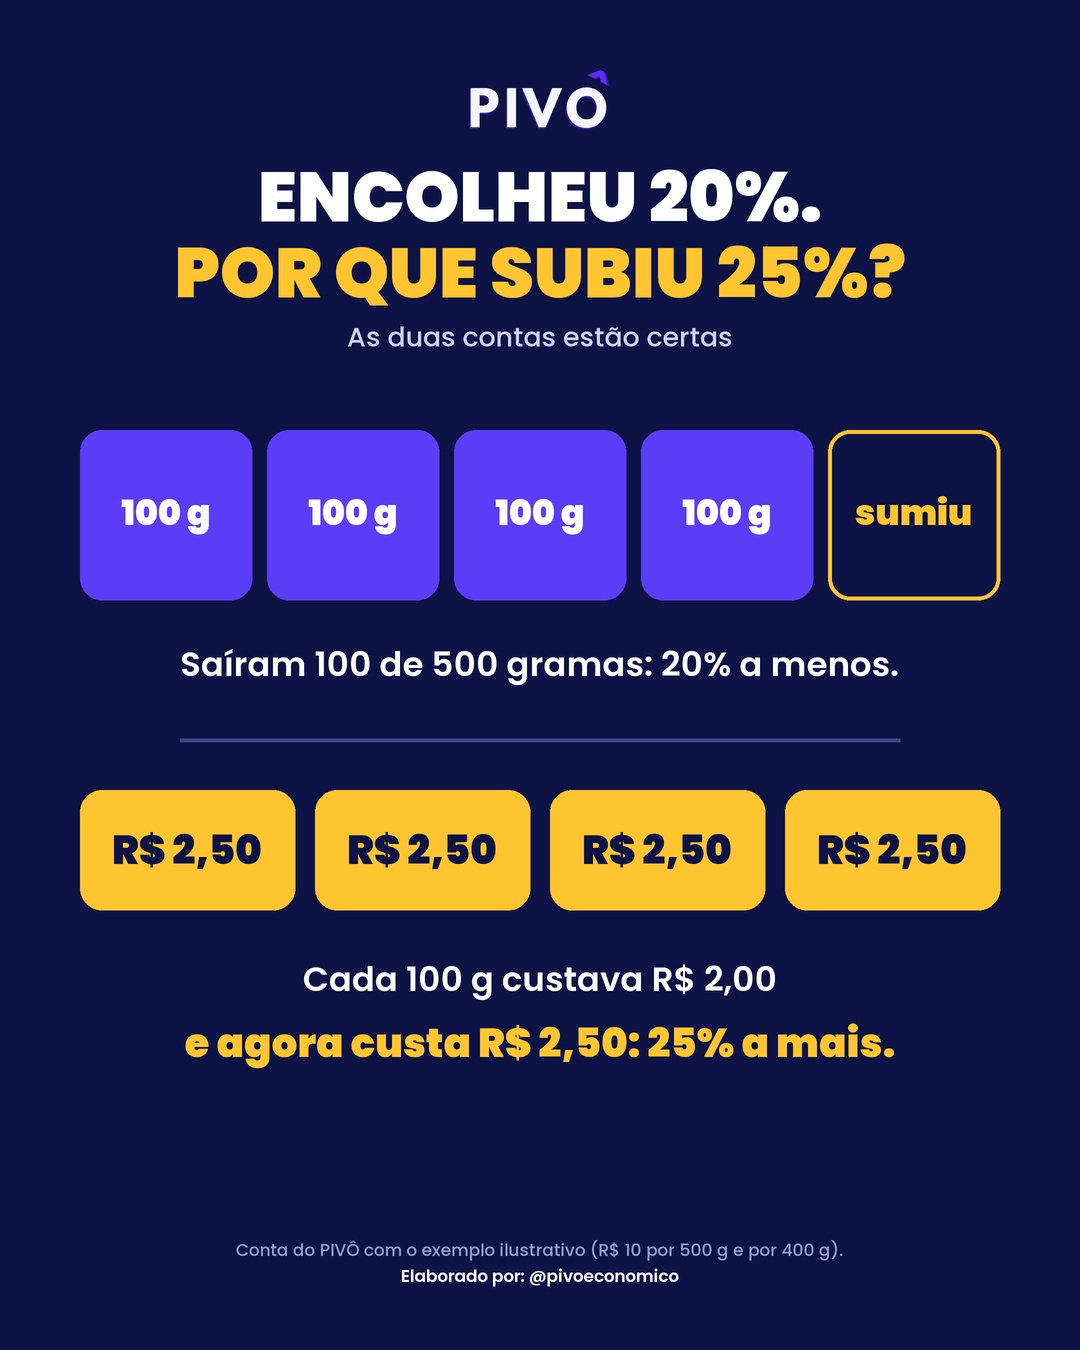 PIVÔ
ENCOLHEU 20%.
POR QUE SUBIU 25%?
As duas contas estão certas
100 g 100 g 100 g 100 g sumiu
Saíram 100 de 500 gramas: 20% a menos.
R$ 2,50 R$ 2,50 R$ 2,50 R$ 2,50
Cada 100 g custava R$ 2,00
e agora custa R$ 2,50: 25% a mais.
Conta do PIVÔ com o exemplo ilustrativo (R$ 10 por 500 g e por 400 g).
Elaborado por: @pivoeconomico